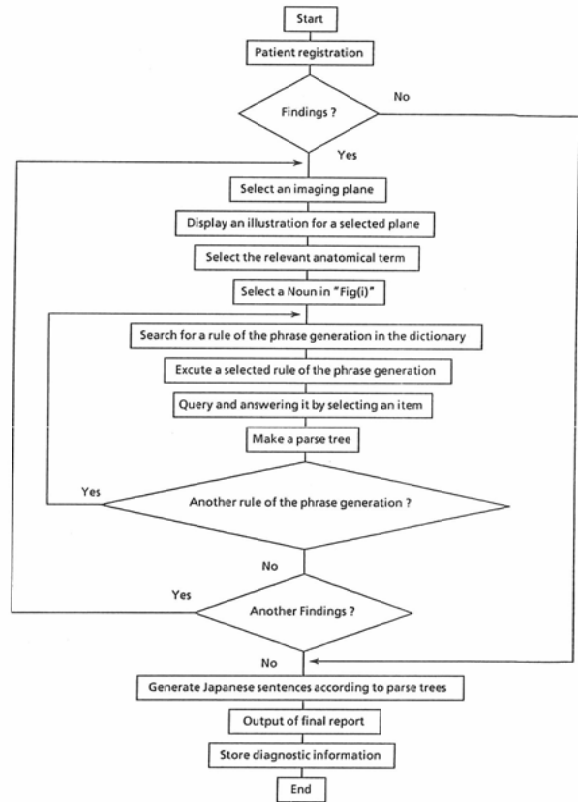 Start
Patient registration
Findings ?
No
Yes
Select an imaging plane
Display an illustration for a selected plane
Select the relevant anatomical term
Select a Noun in "Fig(i)"
Search for a rule of the phrase generation in the dictionary
Excute a selected rule of the phrase generation
Query and answering it by selecting an item
Make a parse tree
Yes
Another rule of the phrase generation ?
No
Yes
Another Findings ?
No
Generate Japanese sentences according to parse trees
Output of final report
Store diagnostic information
End